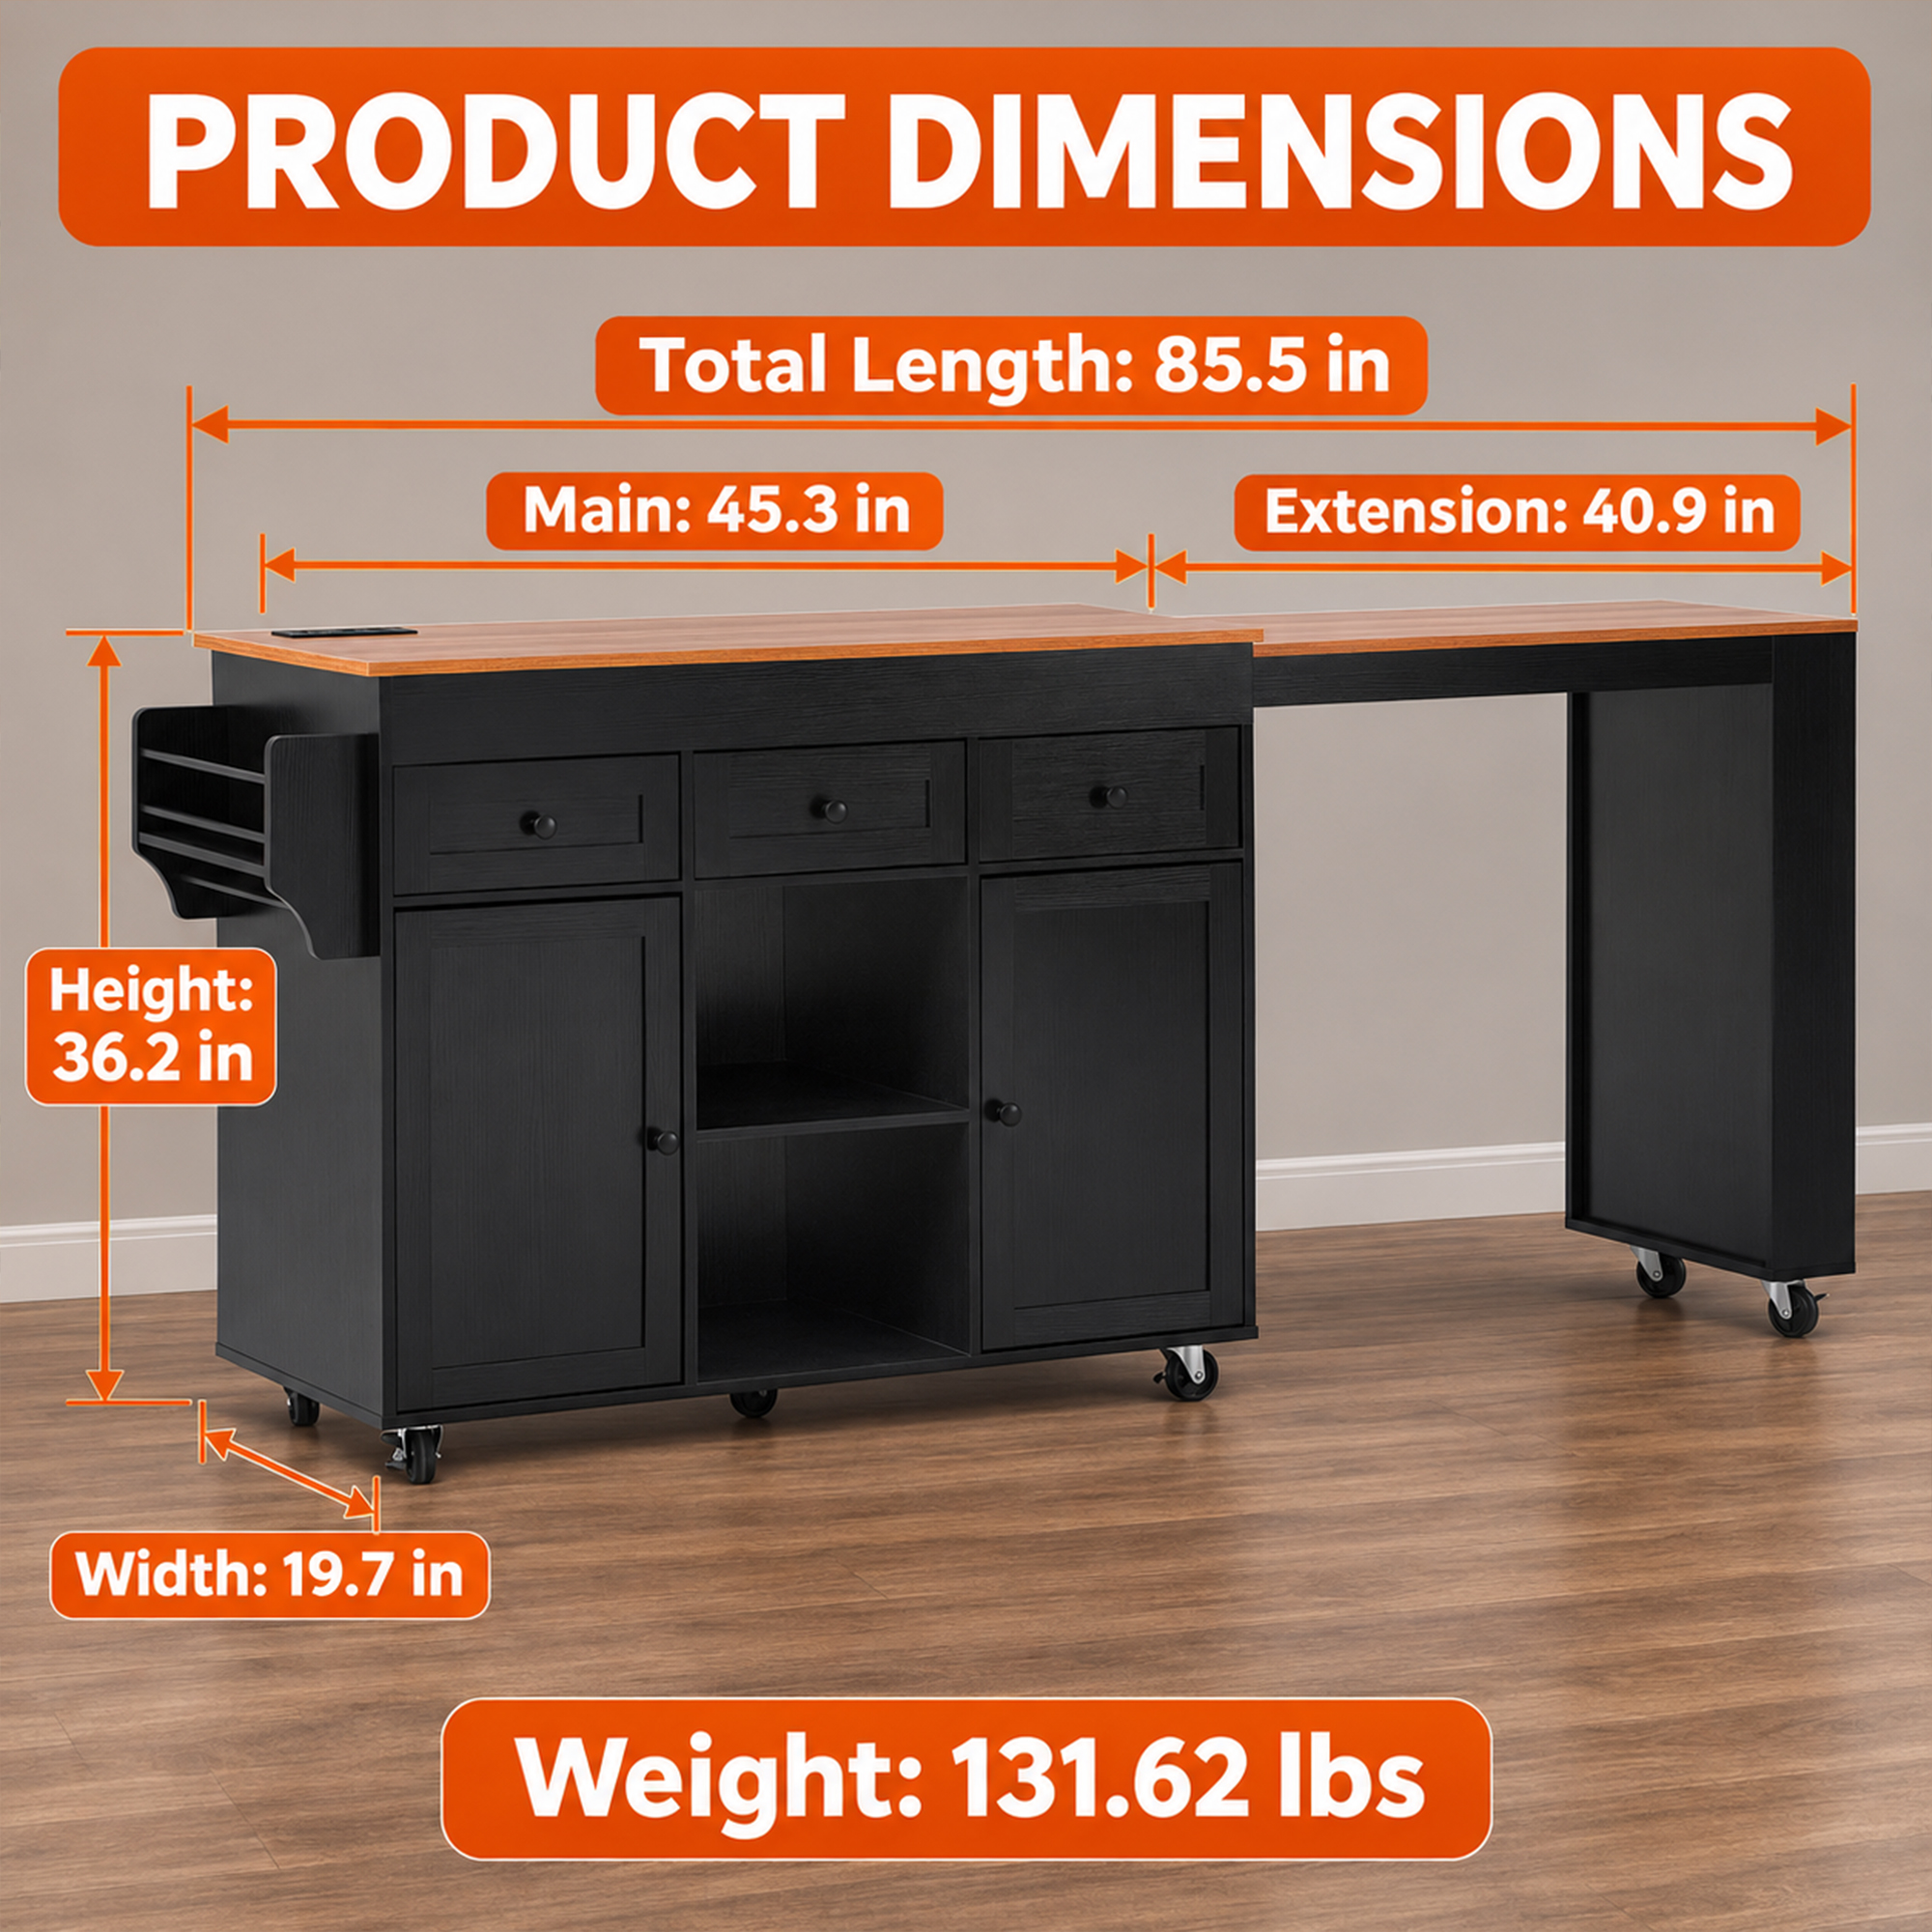 PRODUCT DIMENSIONS
Total Length: 85.5 in
Main: 45.3 in
Extension: 40.9 in
Height:
36.2 in
Width: 19.7 in
Weight: 131.62 lbs